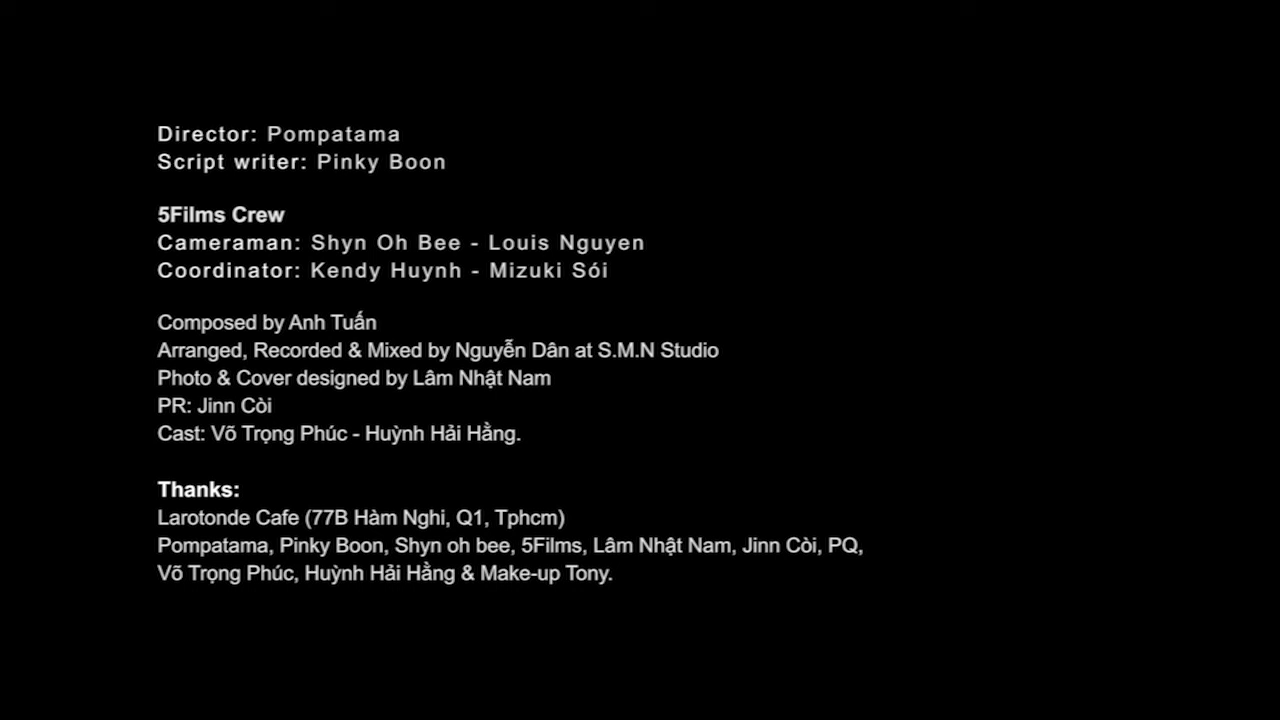 Director: Pompatama
Script writer: Pinky Boon
5Films Crew
Cameraman: Shyn Oh Bee - Louis Nguyen
Coordinator: Kendy Huynh - Mizuki Sói
Composed by Anh Tuấn
Arranged, Recorded & Mixed by Nguyễn Dân at S.M.N Studio
Photo & Cover designed by Lâm Nhật Nam
PR: Jinn Còi
Cast: Võ Trọng Phúc - Huỳnh Hải Hằng.
Thanks:
Larotonde Cafe (77B Hàm Nghi, Q1, Tphcm)
Pompatama, Pinky Boon, Shyn oh bee, 5Films, Lâm Nhật Nam, Jinn Còi, PQ,
Võ Trọng Phúc, Huỳnh Hải Hằng & Make-up Tony.